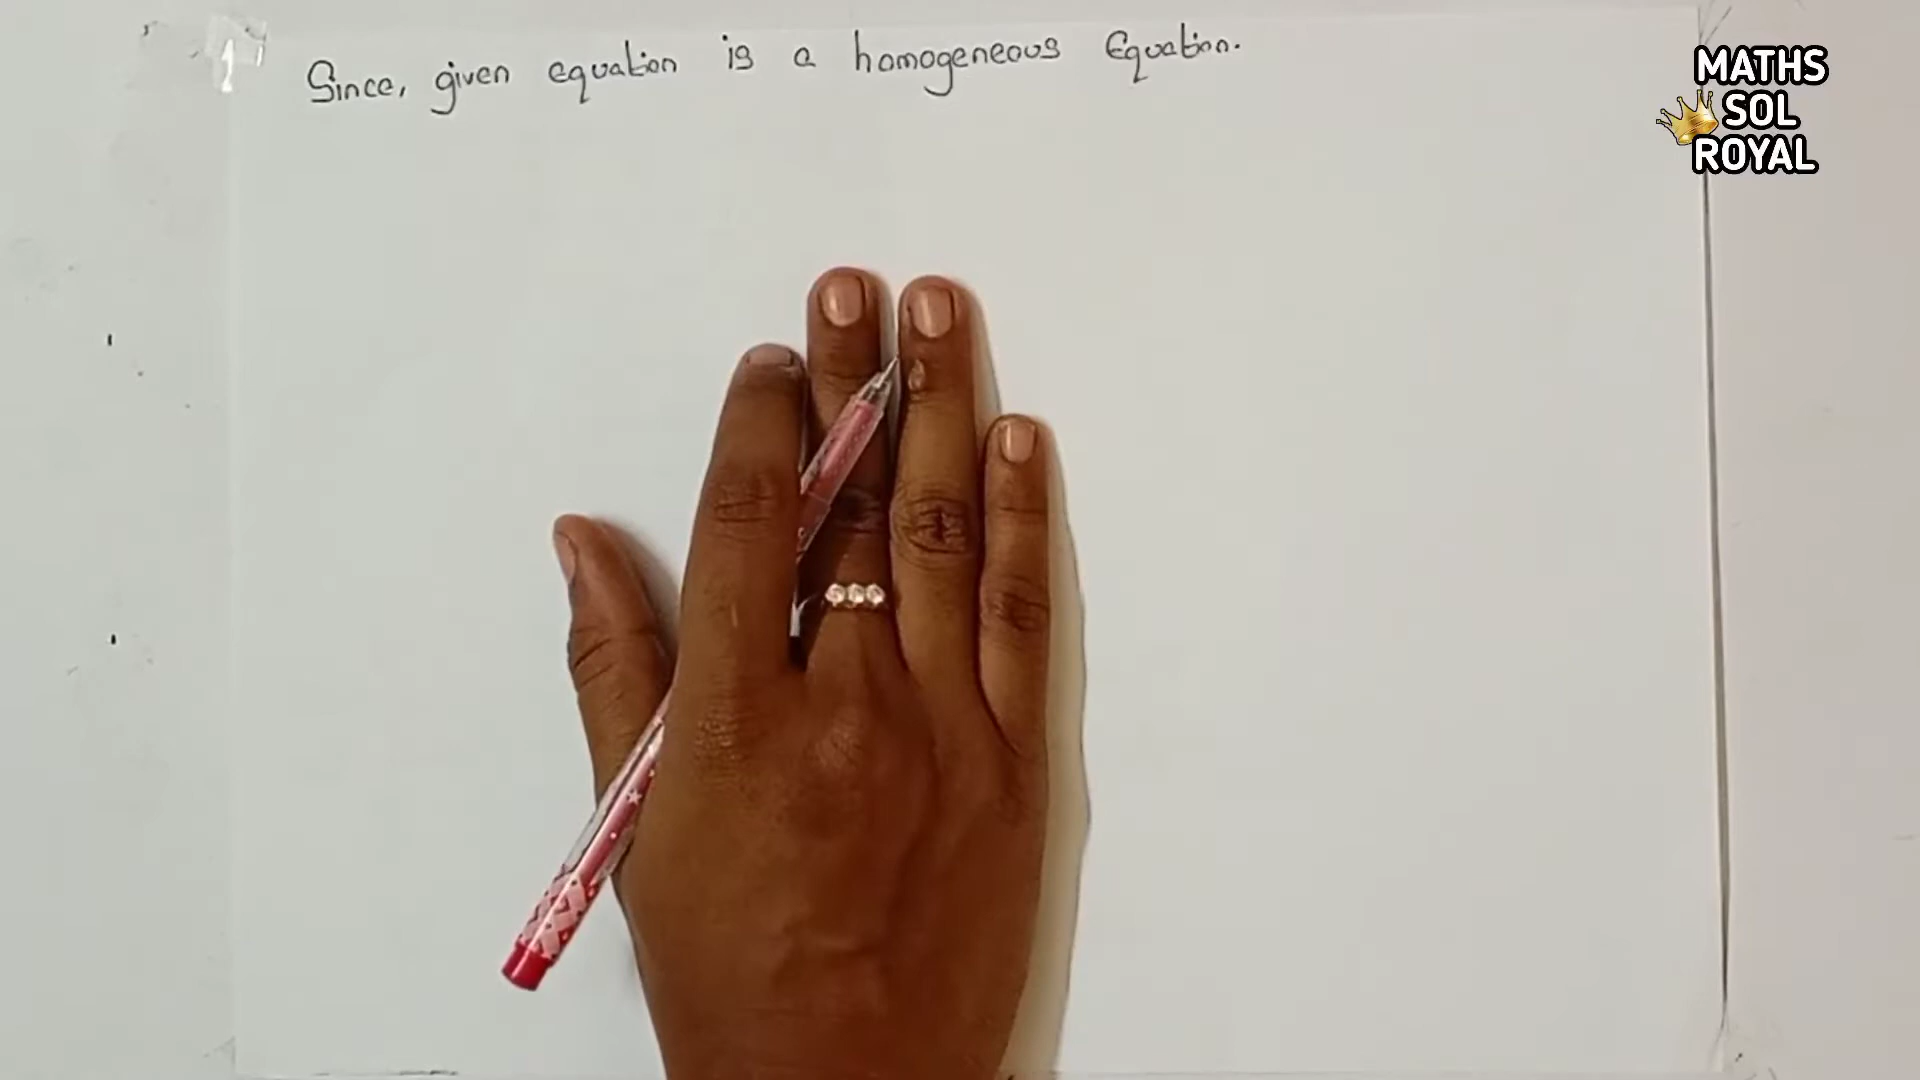 Since, given equation is a homogeneous Equation.
MATHS
SOL
ROYAL